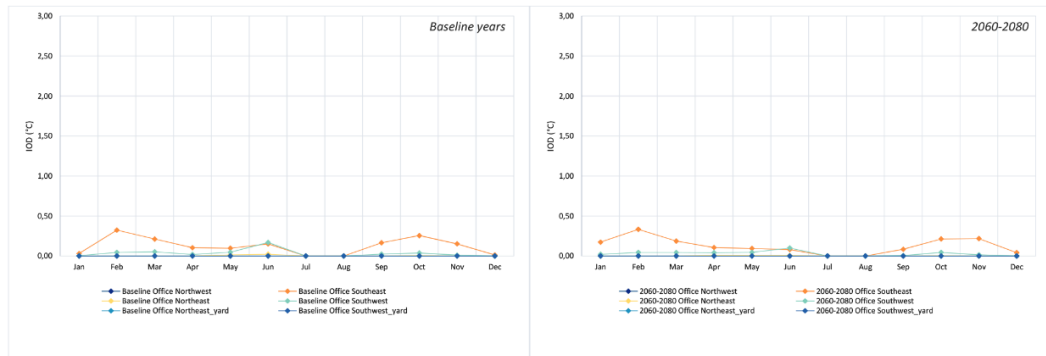 Baseline years
3,00
2,50
2,00
1,50
1,00
0,50
0,00
IOD (°C)
Jan Feb Mar Apr May Jun Jul Aug Sep Oct Nov Dec
Baseline Office Northwest Baseline Office Southeast
Baseline Office Northeast Baseline Office Southwest
Baseline Office Northeast_yard Baseline Office Southwest_yard
2060-2080
3,00
2,50
2,00
1,50
1,00
0,50
0,00
IOD (°C)
Jan Feb Mar Apr May Jun Jul Aug Sep Oct Nov Dec
2060-2080 Office Northwest 2060-2080 Office Southeast
2060-2080 Office Northeast 2060-2080 Office Southwest
2060-2080 Office Northeast_yard 2060-2080 Office Southwest_yard